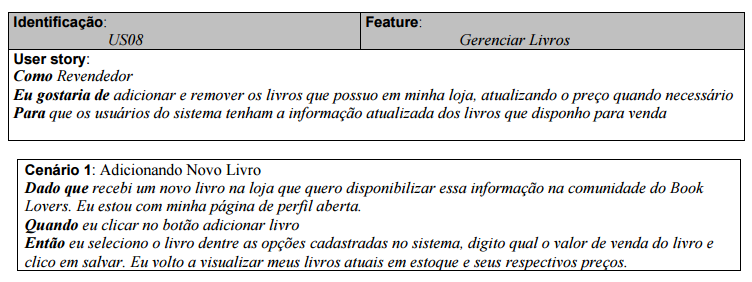 Identificação:
US08
Feature:
Gerenciar Livros
User story:
Como Revendedor
Eu gostaria de adicionar e remover os livros que possuo em minha loja, atualizando o preço quando necessário
Para que os usuários do sistema tenham a informação atualizada dos livros que disponho para venda
Cenário 1: Adicionando Novo Livro
Dado que recebi um novo livro na loja que quero disponibilizar essa informação na comunidade do Book
Lovers. Eu estou com minha página de perfil aberta.
Quando eu clicar no botão adicionar livro
Então eu seleciono o livro dentre as opções cadastradas no sistema, digito qual o valor de venda do livro e
clico em salvar. Eu volto a visualizar meus livros atuais em estoque e seus respectivos preços.